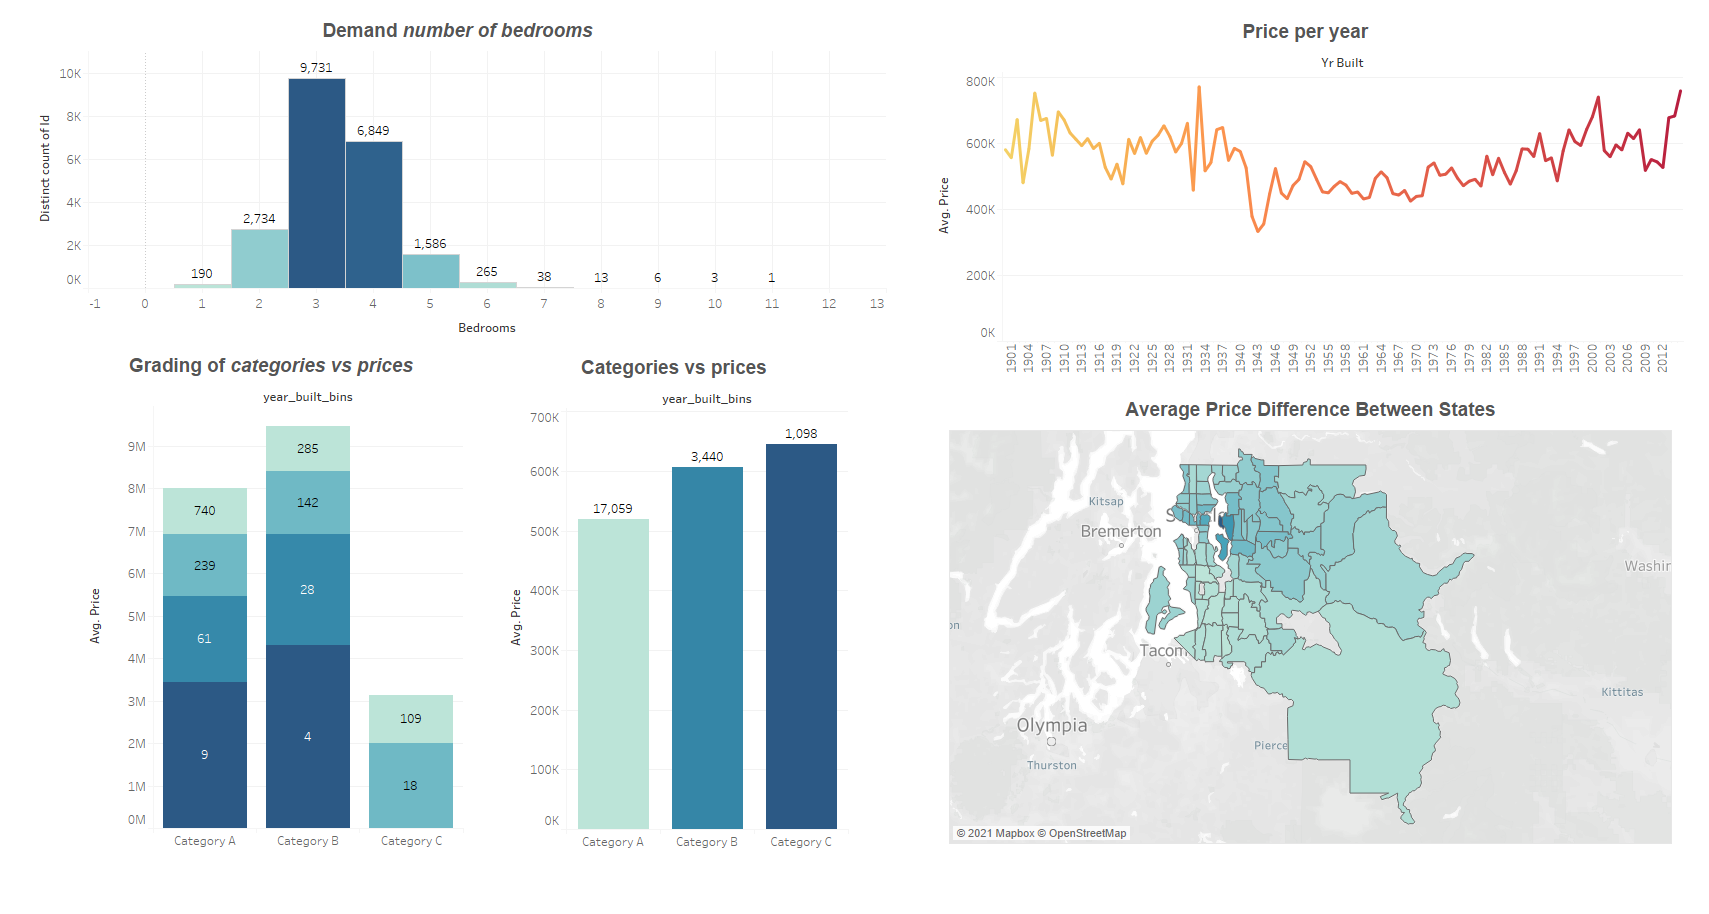 Demand number of bedrooms
Distinct count of Id
10K
8K
6K
4K
2K
0K
190
2,734
9,731
6,849
1,586
265
38
13
6
3
1
-1 0 1 2 3 4 5 6 7 8 9 10 11 12 13
Bedrooms
Price per year
Yr Built
Avg. Price
800K
600K
400K
200K
0K
1901 1904 1907 1910 1913 1916 1919 1922 1925 1928 1931 1934 1937 1940 1943 1946 1949 1952 1955 1958 1961 1964 1967 1970 1973 1976 1979 1982 1985 1988 1991 1994 1997 2000 2003 2006 2009 2012
Grading of categories vs prices
year_built_bins
Avg. Price
9M
8M
7M
6M
5M
4M
3M
2M
1M
0M
740
239
61
9
285
142
28
4
109
18
Category A Category B Category C
Categories vs prices
year_built_bins
Avg. Price
700K
600K
500K
400K
300K
200K
100K
0K
17,059
3,440
1,098
Category A Category B Category C
Average Price Difference Between States
Kitsap
Bremerton
Washir
on
Tacom
Kittitas
Olympia
Pierce
Thurston
© 2021 Mapbox © OpenStreetMap